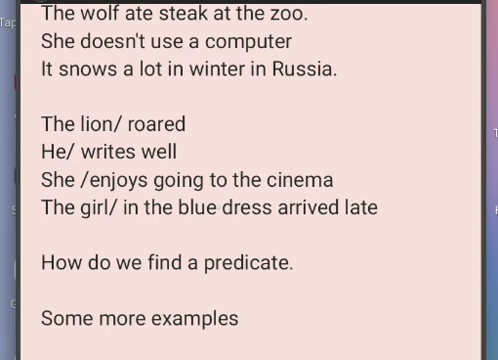 The wolf ate steak at the zoo.
She doesn't use a computer
It snows a lot in winter in Russia.
The lion/ roared
He/ writes well
She /enjoys going to the cinema
The girl/ in the blue dress arrived late
How do we find a predicate.
Some more examples